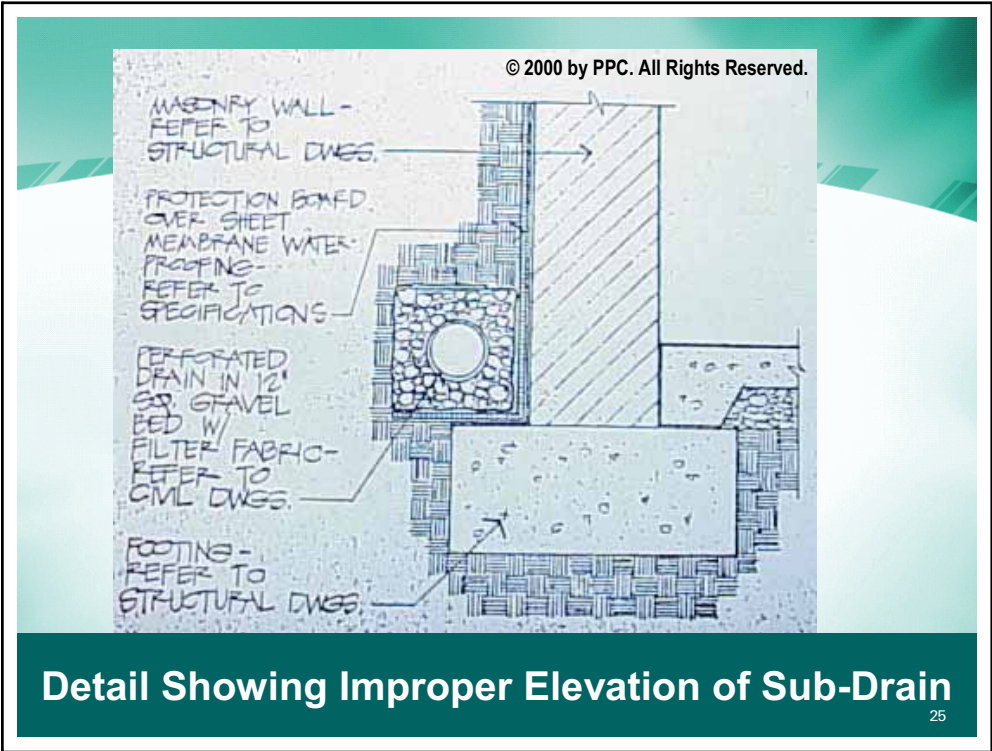 © 2000 by PPC. All Rights Reserved.
MASONRY WALL -
REFER TO
STRUCTURAL DWGS.
PROTECTION BOARD
OVER SHEET
MEMBRANE WATER-
PROOFING-
REFER TO
SPECIFICATIONS
PERFORATED
DRAIN IN 12"
SQ. GRAVEL
BED W/
FILTER FABRIC-
REFER TO
CIVIL DWGS.
FOOTING -
REFER TO
STRUCTURAL DWGS.
Detail Showing Improper Elevation of Sub-Drain
25